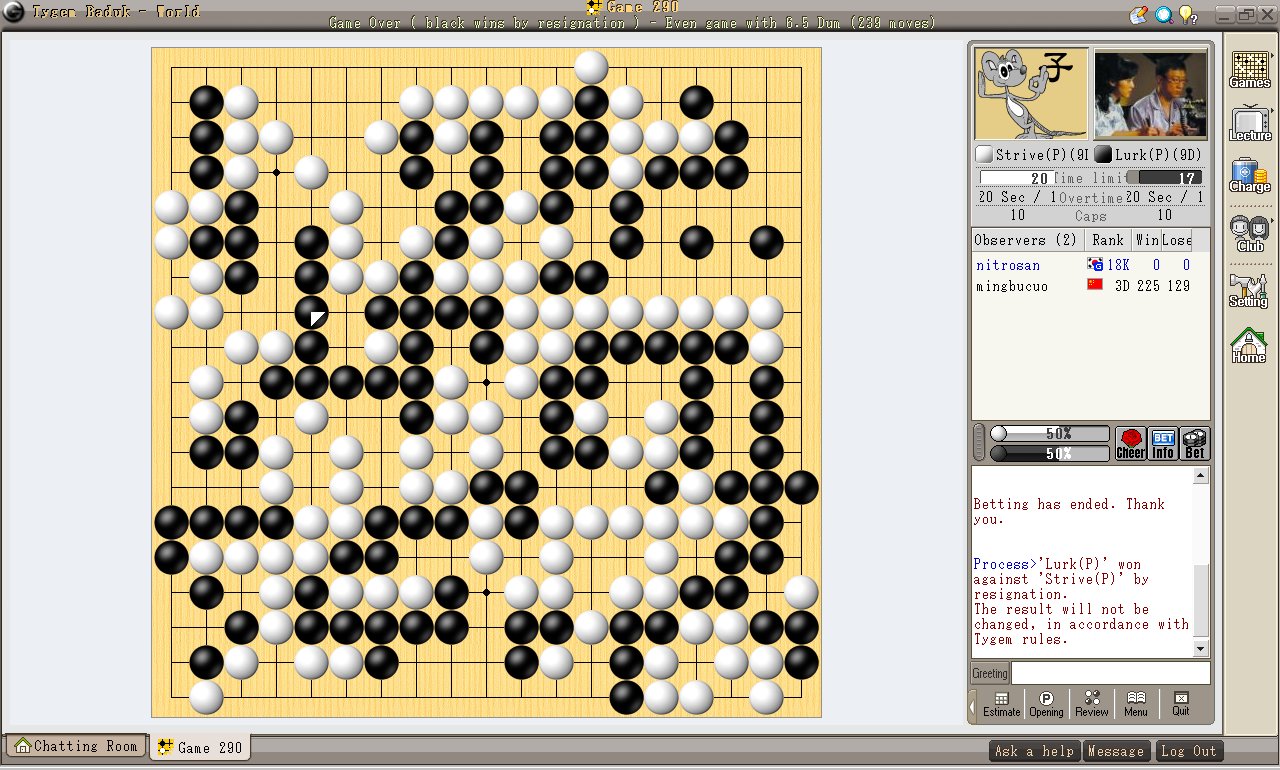 Tygem Baduk - World
Game 290
Game Over ( black wins by resignation ) - Even game with 6.5 Dum (239 moves)
子
Strive(P)(9D
Lurk(P)(9D)
20
Time limit
17
20 Sec / 1
Overtime
20 Sec / 1
10
Caps
10
Observers (2)
Rank
Win
Lose
nitrosan
18K
0
0
mingbucuo
3D
225
129
50%
50%
Cheer
BET
Info
Bet
Betting has ended. Thank
you.
Process>'Lurk(P)' won
against 'Strive(P)' by
resignation.
The result will not be
changed, in accordance with
Tygem rules.
Greeting
Estimate
Opening
Review
Menu
Quit
Games
Lecture
Charge
Club
Setting
Home
Chatting Room
Game 290
Ask a help
Message
Log Out